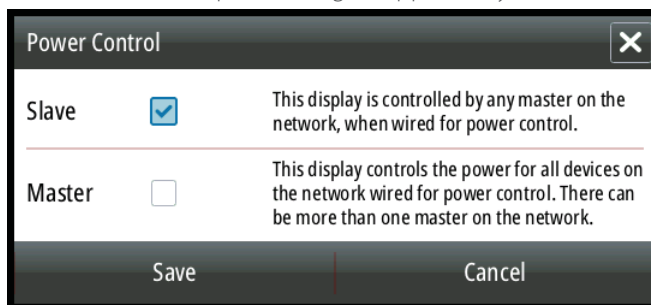 Power Control
Slave
This display is controlled by any master on the
network, when wired for power control.
Master
This display controls the power for all devices on
the network wired for power control. There can
be more than one master on the network.
Save
Cancel